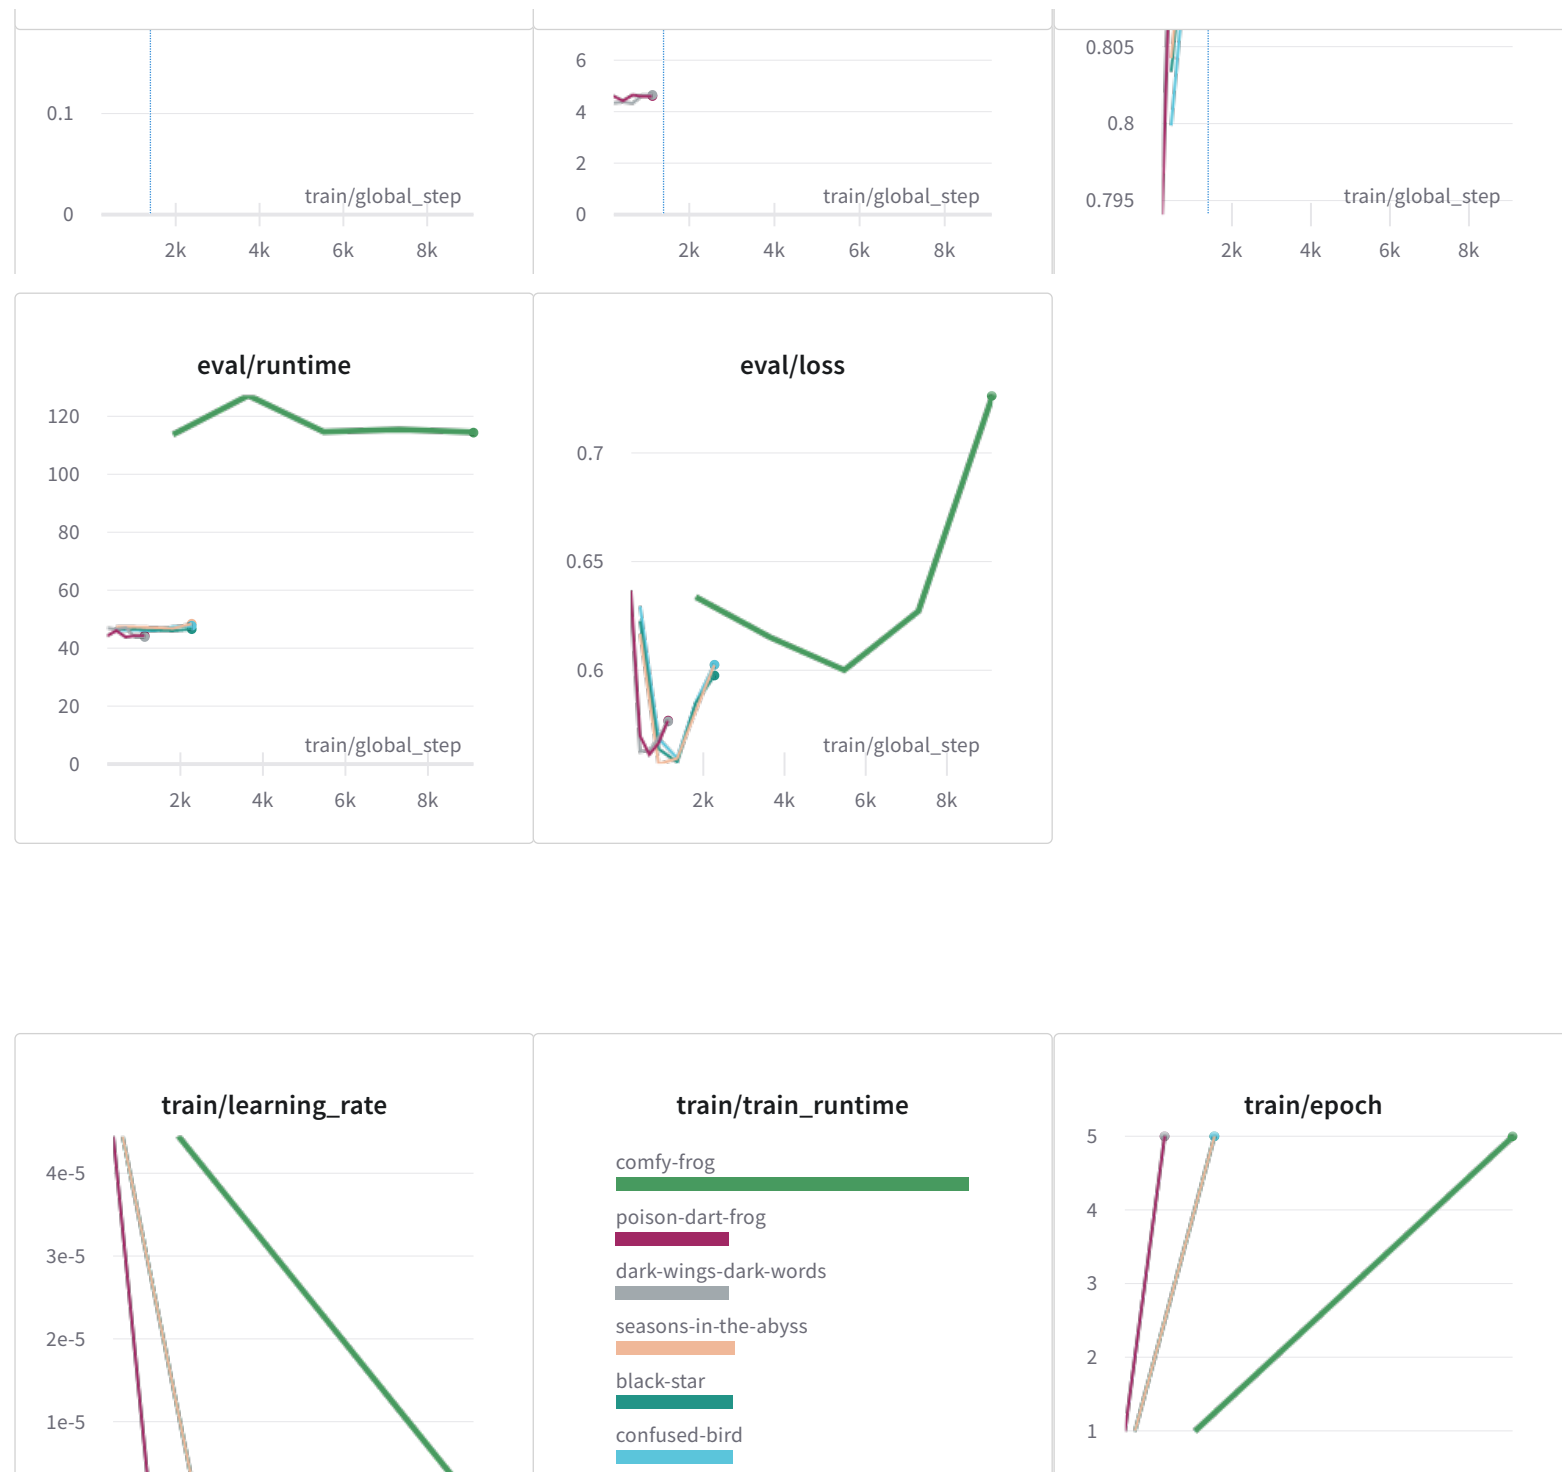 0.1
0
train/global_step
2k 4k 6k 8k
6
4
2
0
train/global_step
2k 4k 6k 8k
0.805
0.8
0.795
train/global_step
2k 4k 6k 8k
eval/runtime
120
100
80
60
40
20
0
train/global_step
2k 4k 6k 8k
eval/loss
0.7
0.65
0.6
train/global_step
2k 4k 6k 8k
train/learning_rate
4e-5
3e-5
2e-5
1e-5
train/train_runtime
comfy-frog
poison-dart-frog
dark-wings-dark-words
seasons-in-the-abyss
black-star
confused-bird
train/epoch
5
4
3
2
1